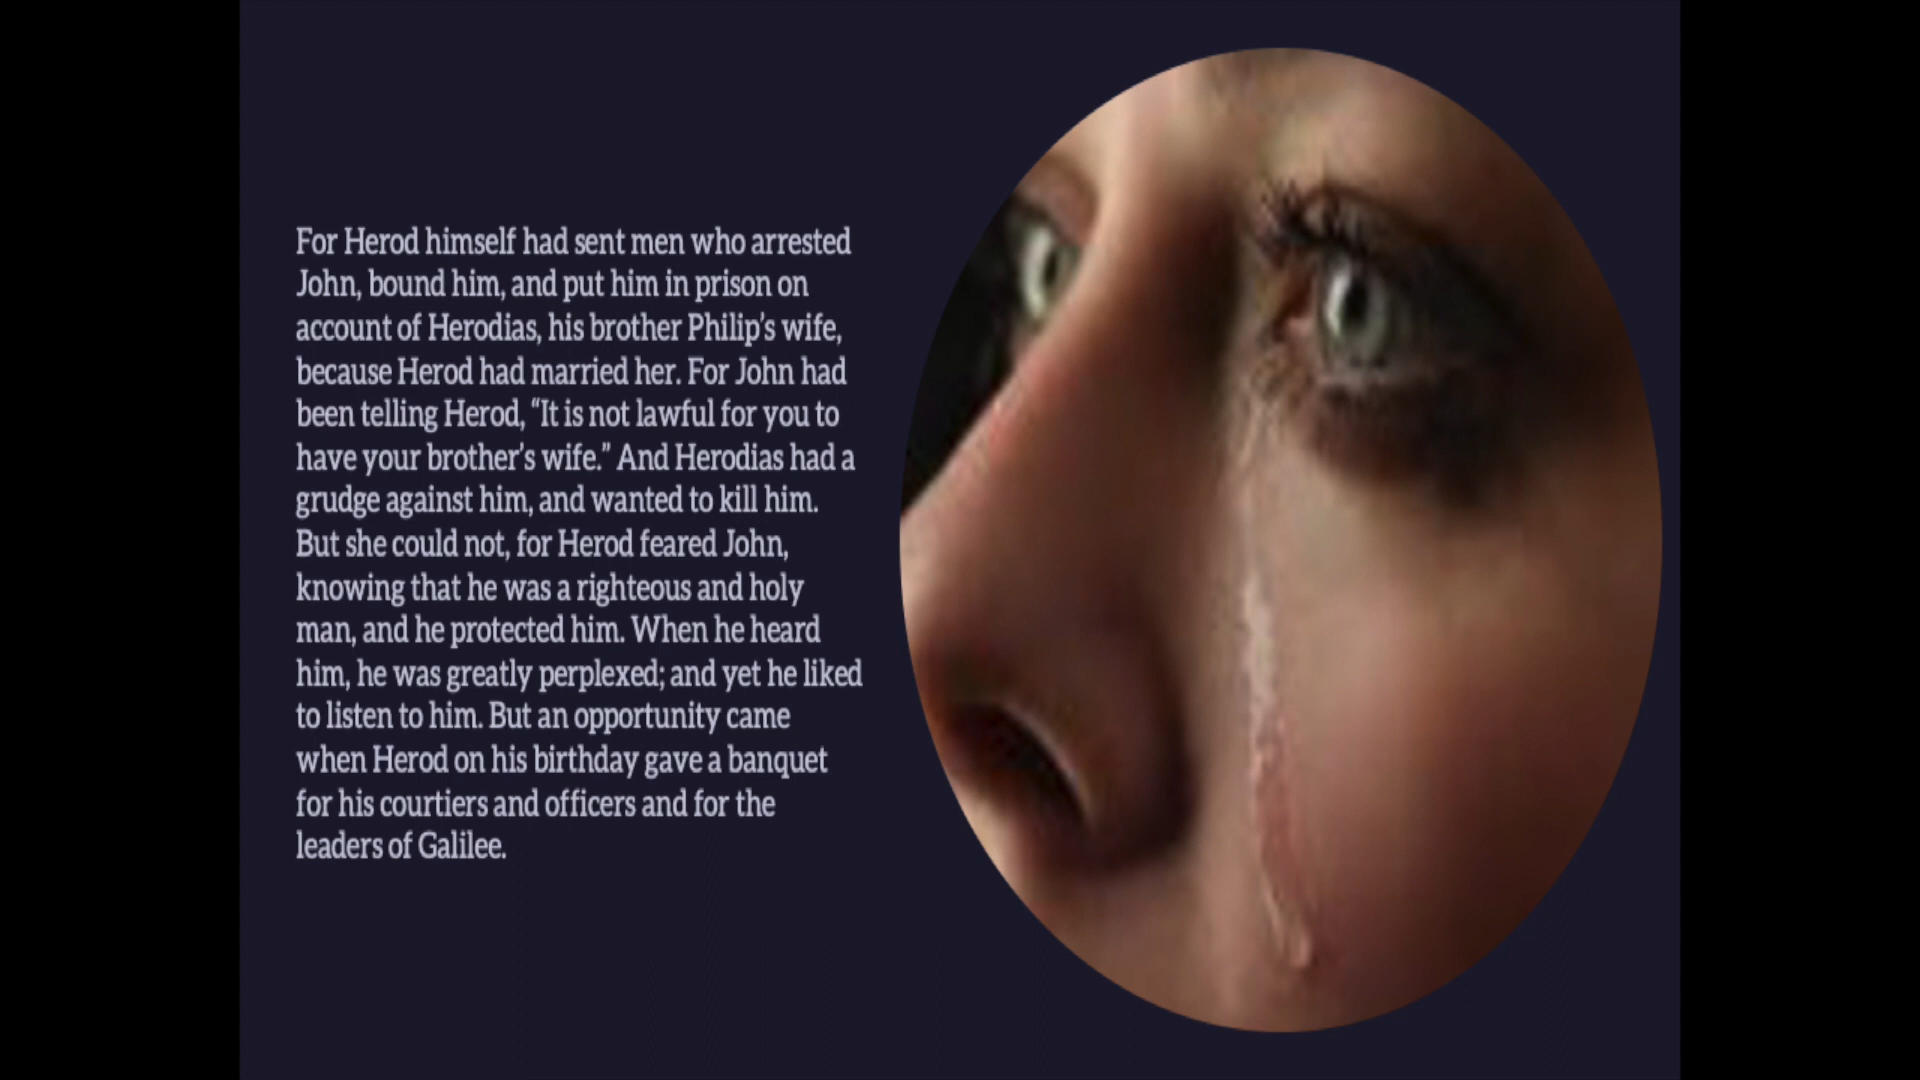 For Herod himself had sent men who arrested
John, bound him, and put him in prison on
account of Herodias, his brother Philip’s wife,
because Herod had married her. For John had
been telling Herod, “It is not lawful for you to
have your brother’s wife.” And Herodias had a
grudge against him, and wanted to kill him.
But she could not, for Herod feared John,
knowing that he was a righteous and holy
man, and he protected him. When he heard
him, he was greatly perplexed; and yet he liked
to listen to him. But an opportunity came
when Herod on his birthday gave a banquet
for his courtiers and officers and for the
leaders of Galilee.